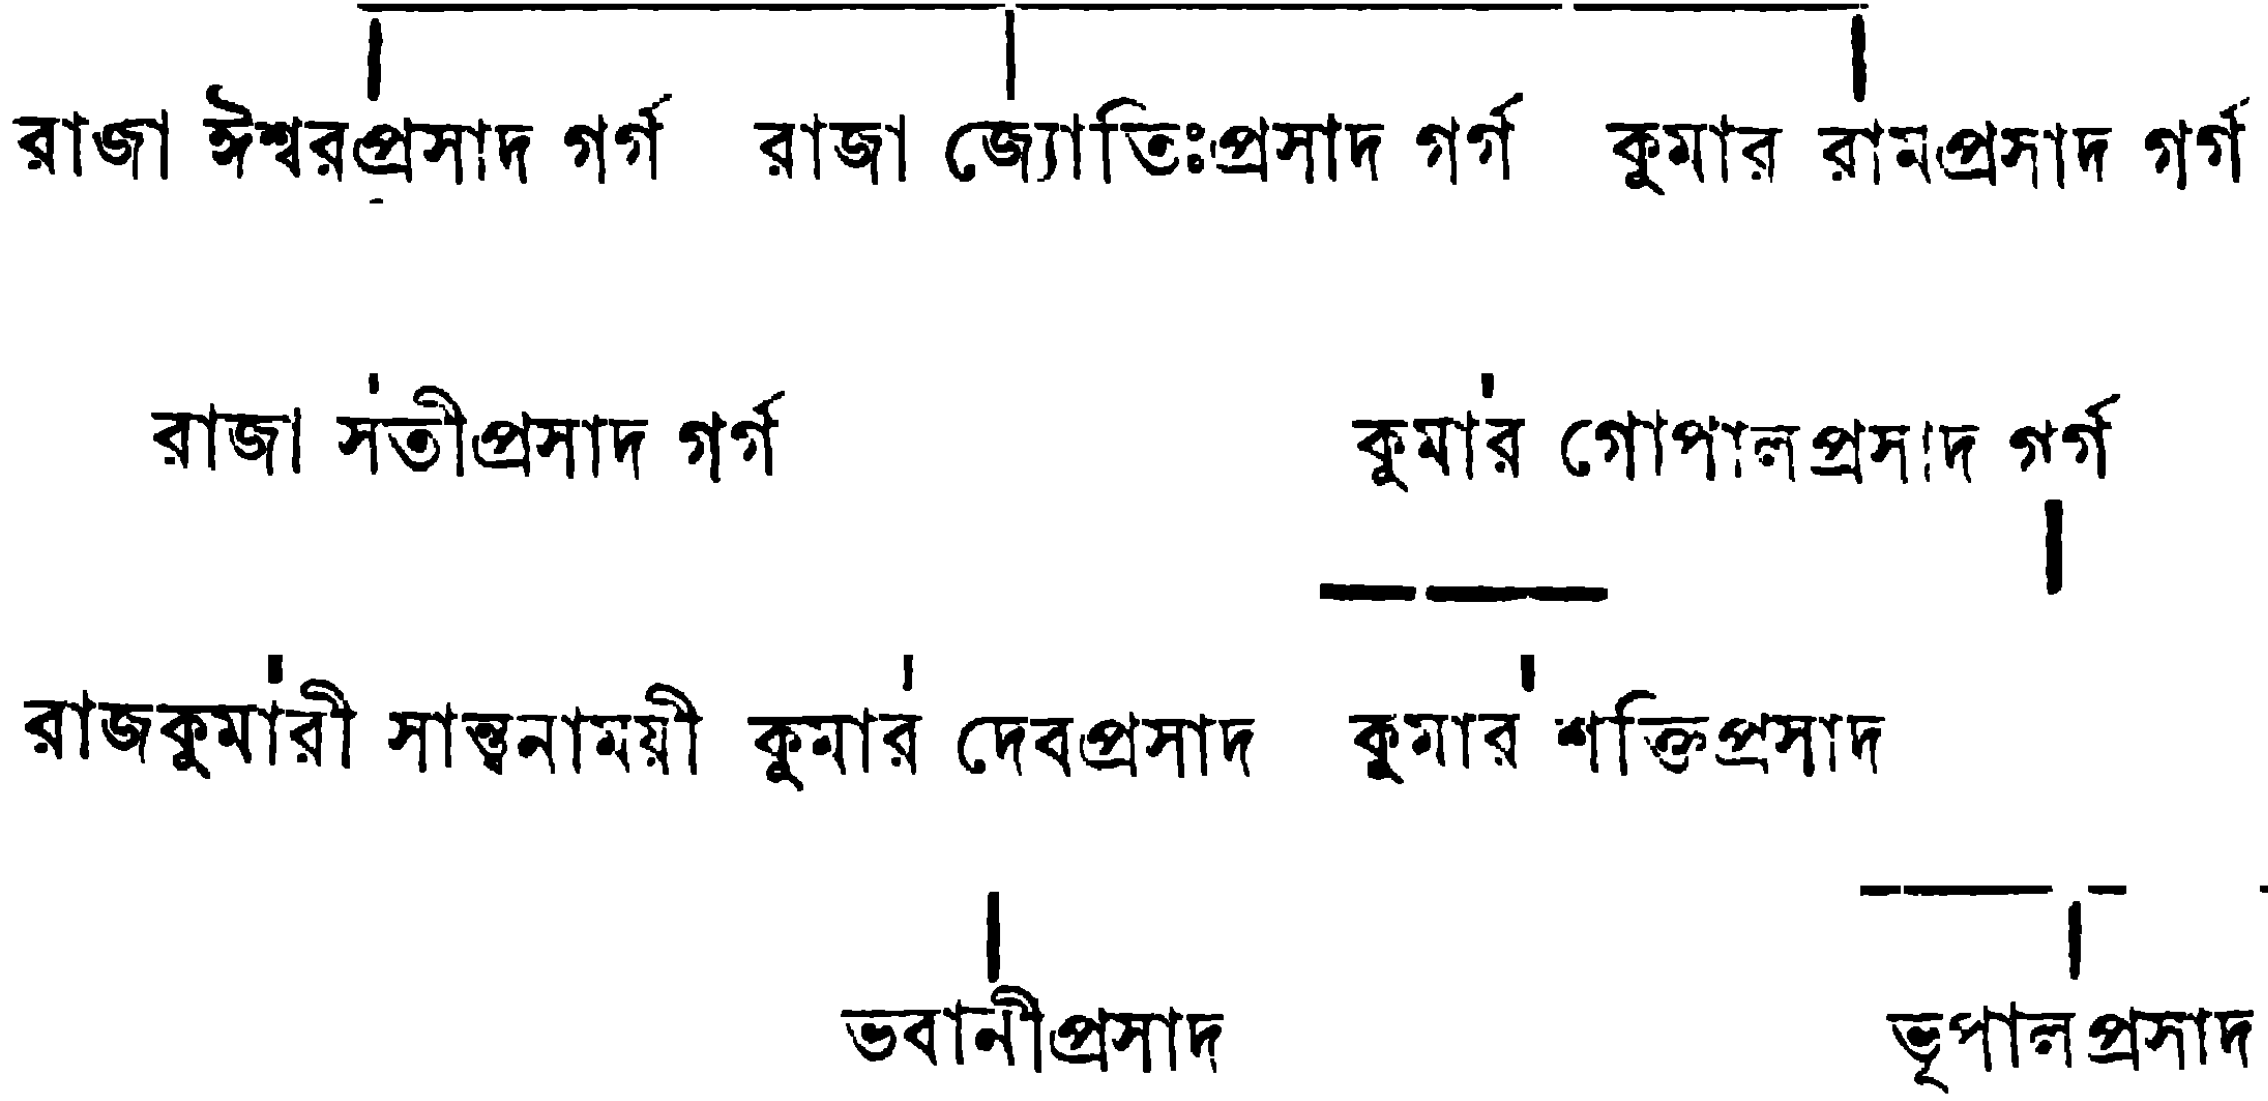 রাজা ঈশ্বরপ্রসাদ গর্গ রাজা জ্যোতিঃপ্রসাদ গর্গ কুমার রামপ্রসাদ গর্গ
রাজা সতীপ্রসাদ গর্গ কুমার গোপালপ্রসাদ গর্গ
রাজকুমারী সান্ত্বনাময়ী কুমার দেবপ্রসাদ কুমার শক্তিপ্রসাদ
ভবানীপ্রসাদ ভূপালপ্রসাদ